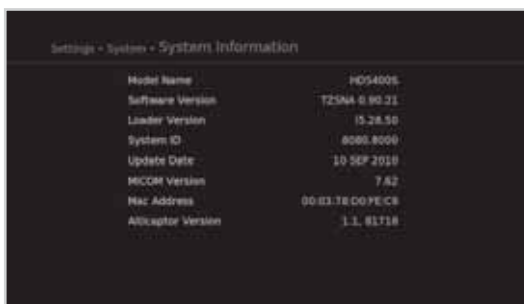 Settings • System • System Information
Model Name HD5400S
Software Version TZSNA 0.90.21
Loader Version I5.28.50
System ID 8080.8000
Update Date 10 SEP 2010
MICOM Version 7.62
Mac Address 00:03:78:D0:FE:C8
Alticaptor Version 1.1, 81718